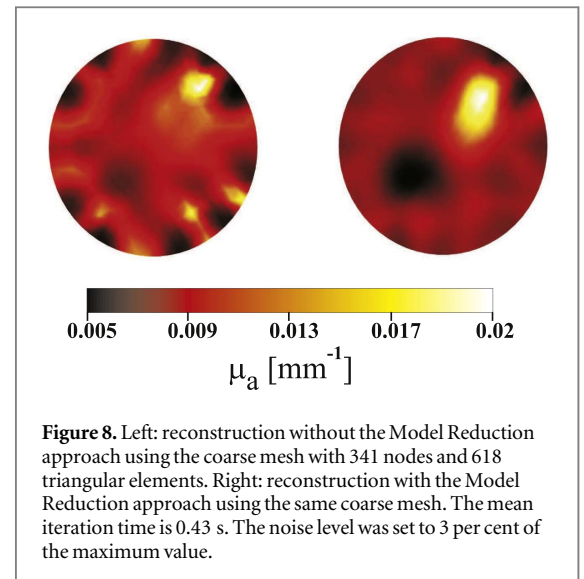 0.005 0.009 0.013 0.017 0.02
μa [mm-1]
Figure 8. Left: reconstruction without the Model Reduction
approach using the coarse mesh with 341 nodes and 618
triangular elements. Right: reconstruction with the Model
Reduction approach using the same coarse mesh. The mean
iteration time is 0.43 s. The noise level was set to 3 per cent of
the maximum value.